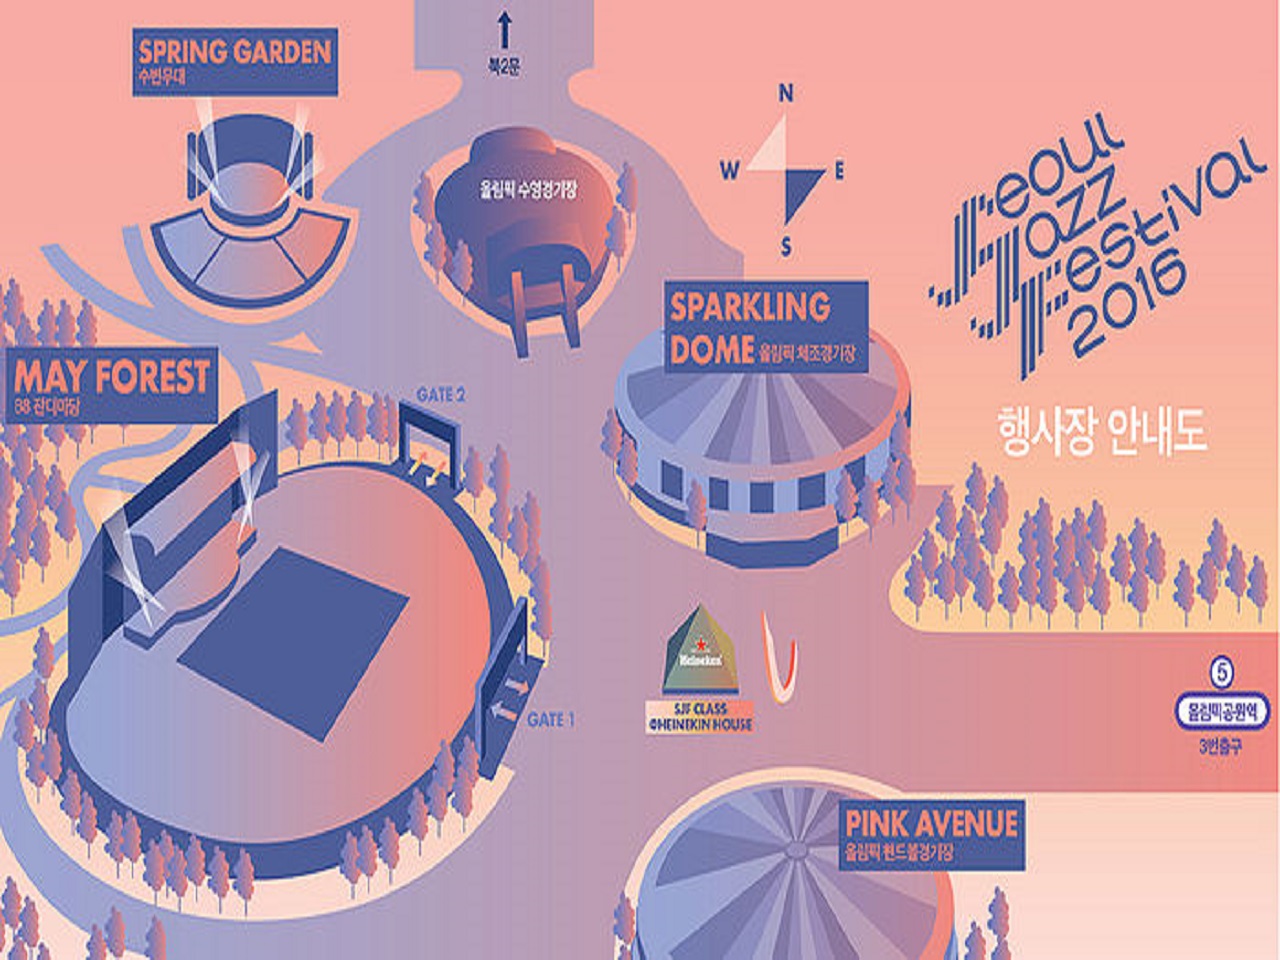 SPRING GARDEN
수변무대
북2문
N
W
E
S
올림픽 수영경기장
Seoul
Jazz
Festival
2016
행사장 안내도
SPARKLING
DOME 올림픽 체조경기장
MAY FOREST
88 잔디마당
GATE 2
GATE 1
Heineken
SJF CLASS
@HEINEKIN HOUSE
5
올림픽공원역
3번출구
PINK AVENUE
올림픽 핸드볼경기장